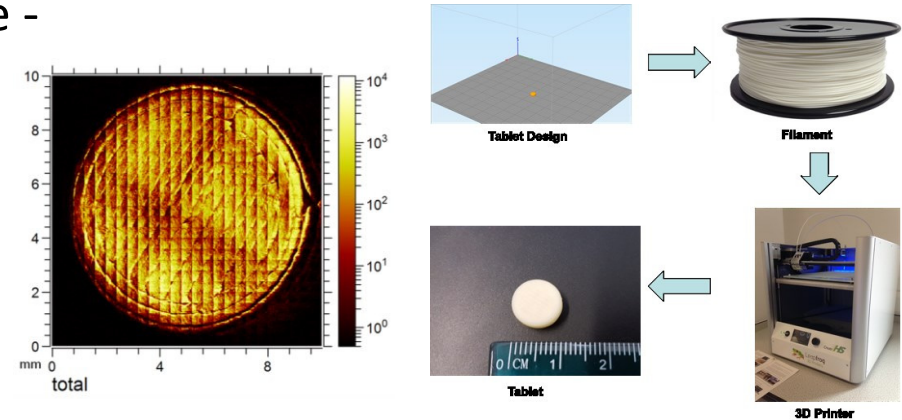 e -
10
8
6
4
2
0
mm
0
4
8
total
10⁴
10³
10²
10¹
10⁰
Tablet Design
Filament
0 CM 1 2
Tablet
3D Printer